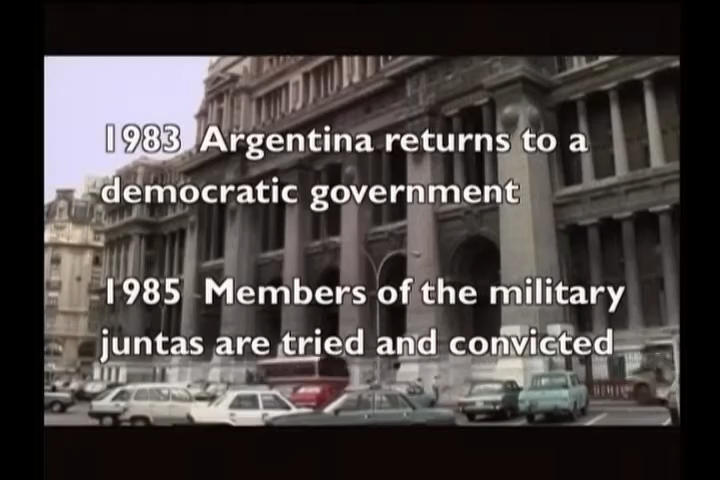 1983 Argentina returns to a
democratic government
1985 Members of the military
juntas are tried and convicted